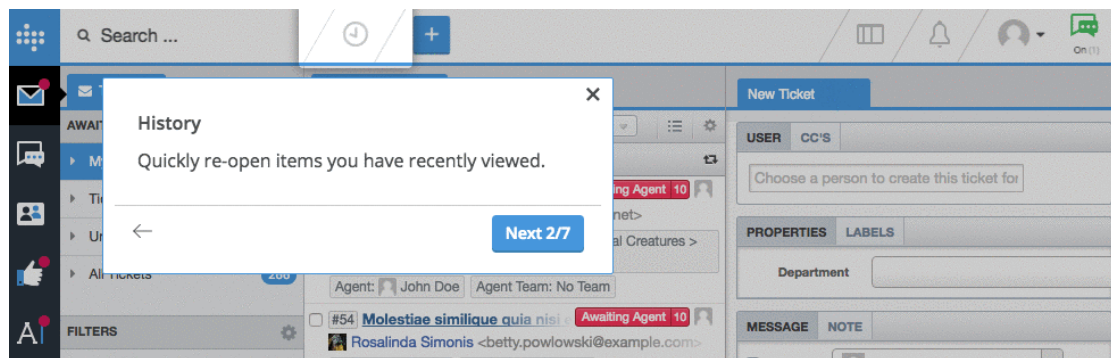 Search ...
+
On (1)
New Ticket
AWAIT
History
Quickly re-open items you have recently viewed.
Next 2/7
All Tickets
USER CC'S
Choose a person to create this ticket for
ing Agent 10
net>
al Creatures >
PROPERTIES LABELS
Department
Agent: John Doe Agent Team: No Team
#54 Molestiae similique quia nisi Awaiting Agent 10
Rosalinda Simonis <betty.powlowski@example.com>
FILTERS
MESSAGE NOTE